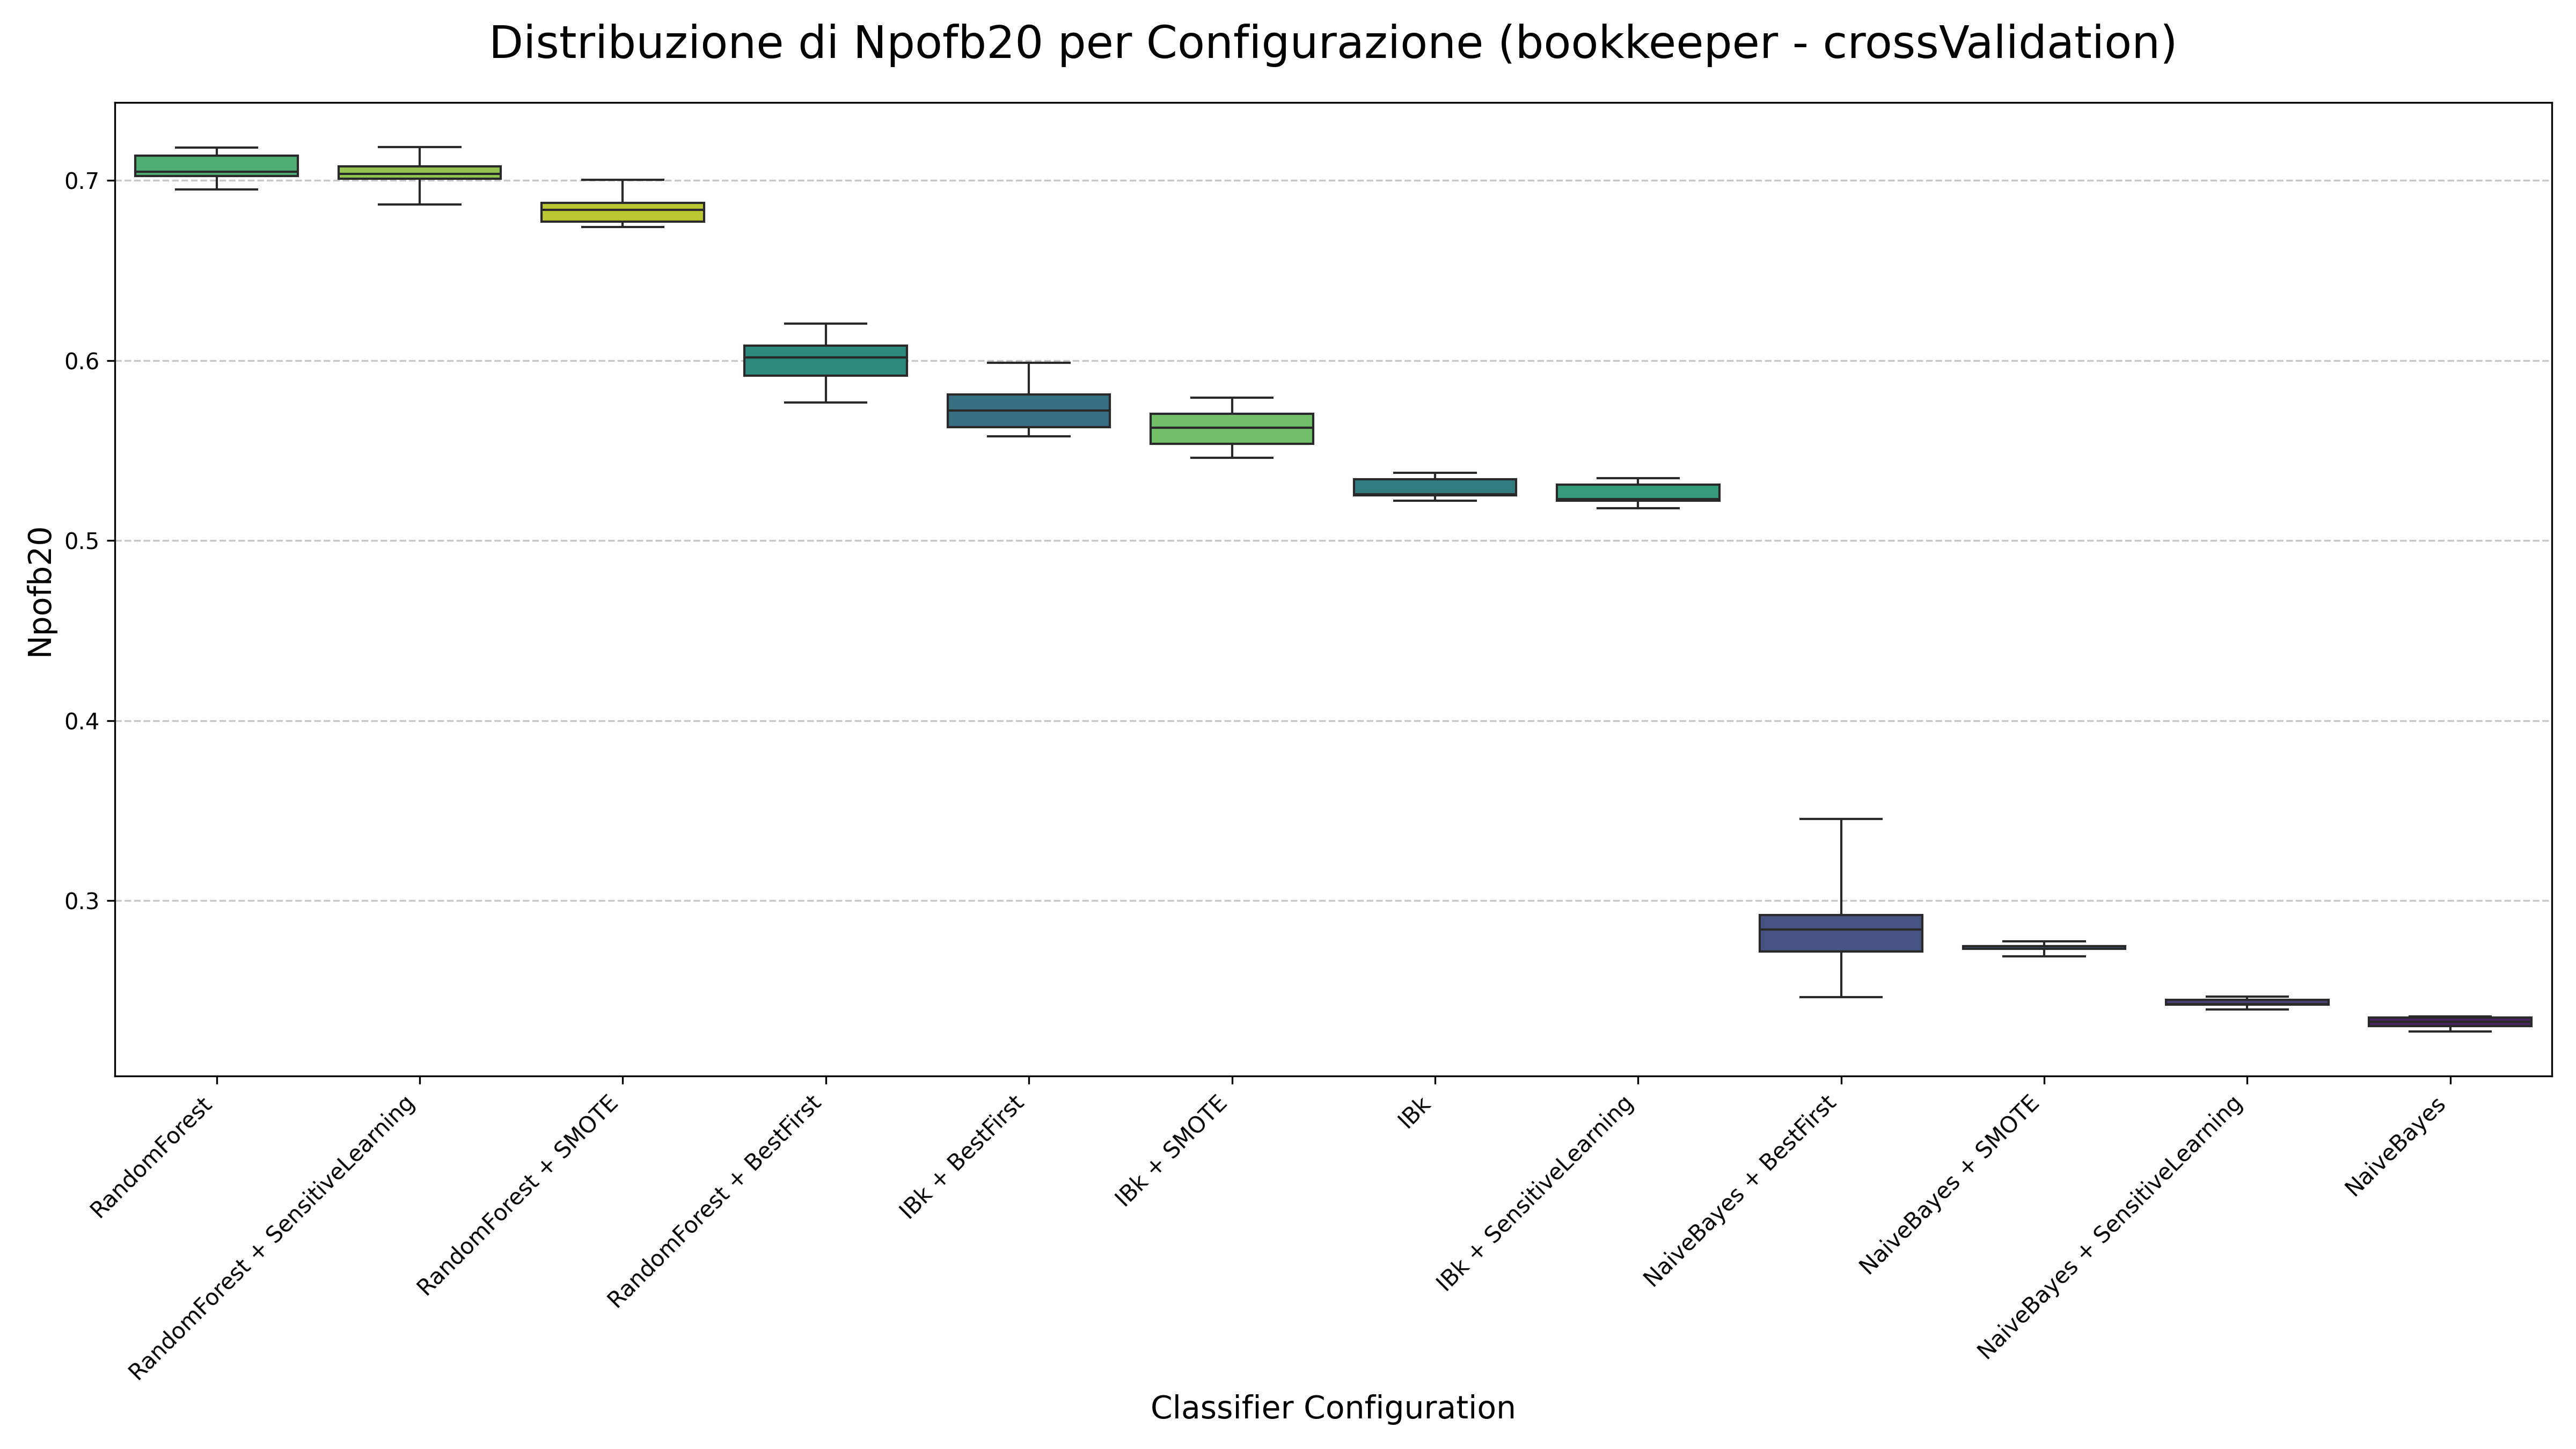 Distribuzione di Npofb20 per Configurazione (bookkeeper - crossValidation)
Npofb20
0.7
0.6
0.5
0.4
0.3
RandomForest
RandomForest + SensitiveLearning
RandomForest + SMOTE
RandomForest + BestFirst
IBk + BestFirst
IBk + SMOTE
IBk
IBk + SensitiveLearning
NaiveBayes + BestFirst
NaiveBayes + SMOTE
NaiveBayes + SensitiveLearning
NaiveBayes
Classifier Configuration